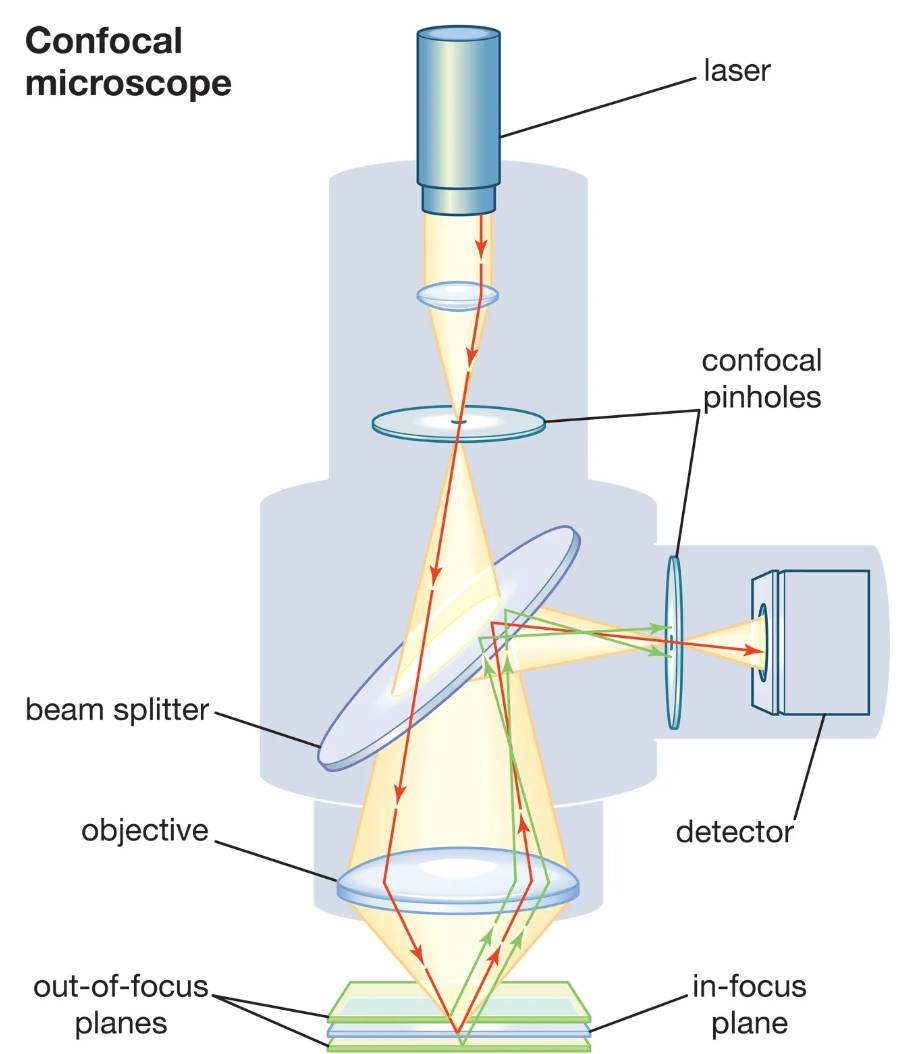 Confocal
microscope
laser
confocal
pinholes
beam splitter
objective
detector
out-of-focus
planes
in-focus
plane